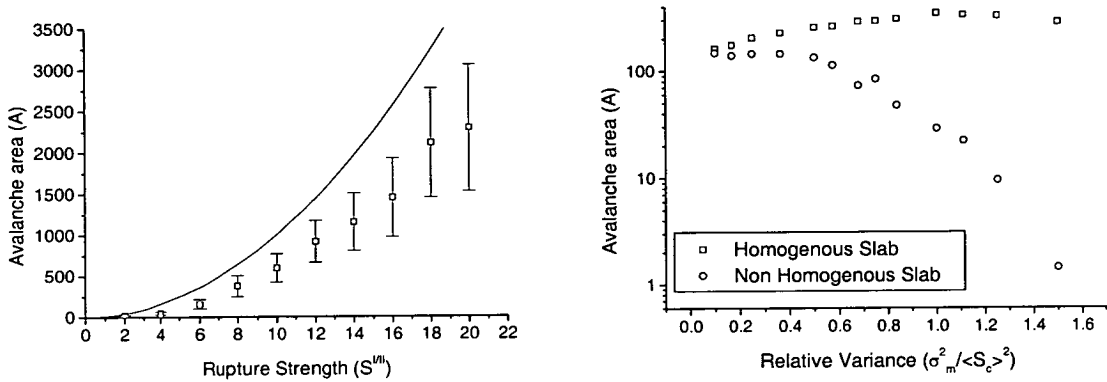 3500
3000
2500
2000
1500
1000
500
0
Avalanche area (A)
0 2 4 6 8 10 12 14 16 18 20 22
Rupture Strength (S^I/II)
100
10
1
Avalanche area (A)
Homogenous Slab
Non Homogenous Slab
0.0 0.2 0.4 0.6 0.8 1.0 1.2 1.4 1.6
Relative Variance (σ²ₘ/<S_c>²)